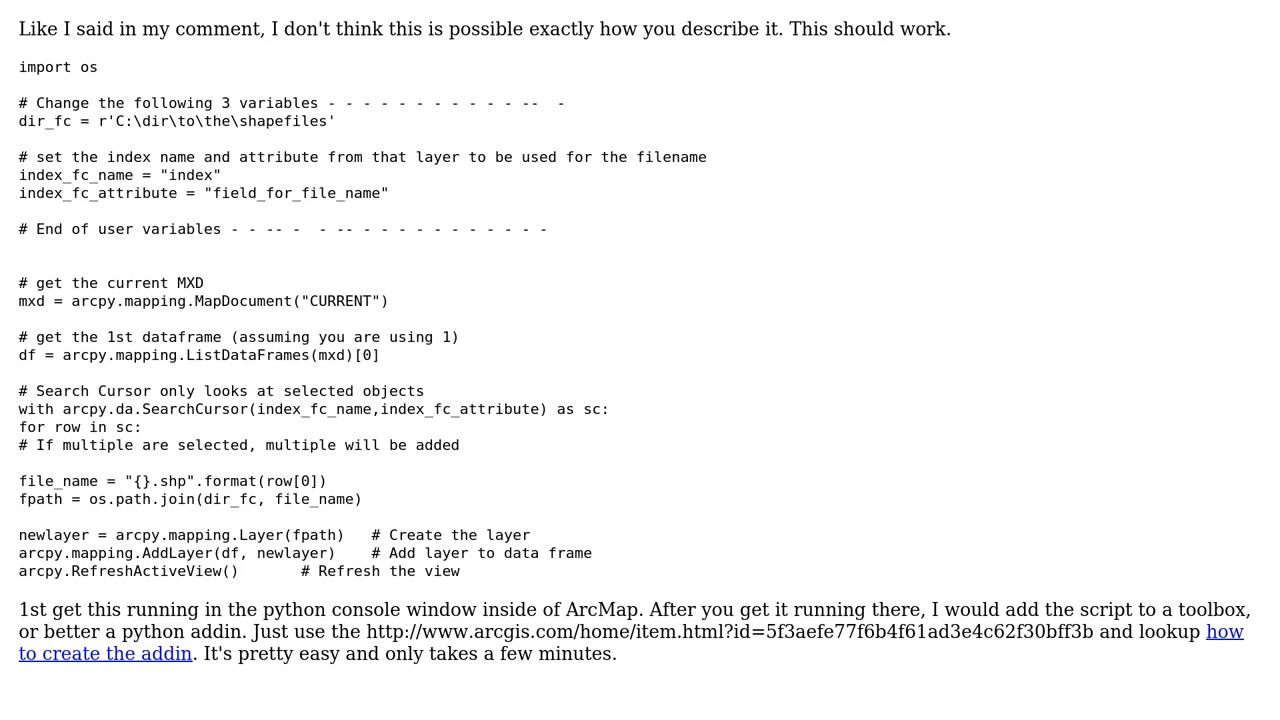 Like I said in my comment, I don't think this is possible exactly how you describe it. This should work.
import os
# Change the following 3 variables - - - - - - - - - - - --  -
dir_fc = r'C:\dir\to\the\shapefiles'
# set the index name and attribute from that layer to be used for the filename
index_fc_name = "index"
index_fc_attribute = "field_for_file_name"
# End of user variables - - -- -  - -- - - - - - - - - - - -
# get the current MXD
mxd = arcpy.mapping.MapDocument("CURRENT")
# get the 1st dataframe (assuming you are using 1)
df = arcpy.mapping.ListDataFrames(mxd)[0]
# Search Cursor only looks at selected objects
with arcpy.da.SearchCursor(index_fc_name,index_fc_attribute) as sc:
for row in sc:
# If multiple are selected, multiple will be added
file_name = "{}.shp".format(row[0])
fpath = os.path.join(dir_fc, file_name)
newlayer = arcpy.mapping.Layer(fpath)   # Create the layer
arcpy.mapping.AddLayer(df, newlayer)    # Add layer to data frame
arcpy.RefreshActiveView()       # Refresh the view
1st get this running in the python console window inside of ArcMap. After you get it running there, I would add the script to a toolbox,
or better a python addin. Just use the http://www.arcgis.com/home/item.html?id=5f3aefe77f6b4f61ad3e4c62f30bff3b and lookup how
to create the addin. It's pretty easy and only takes a few minutes.